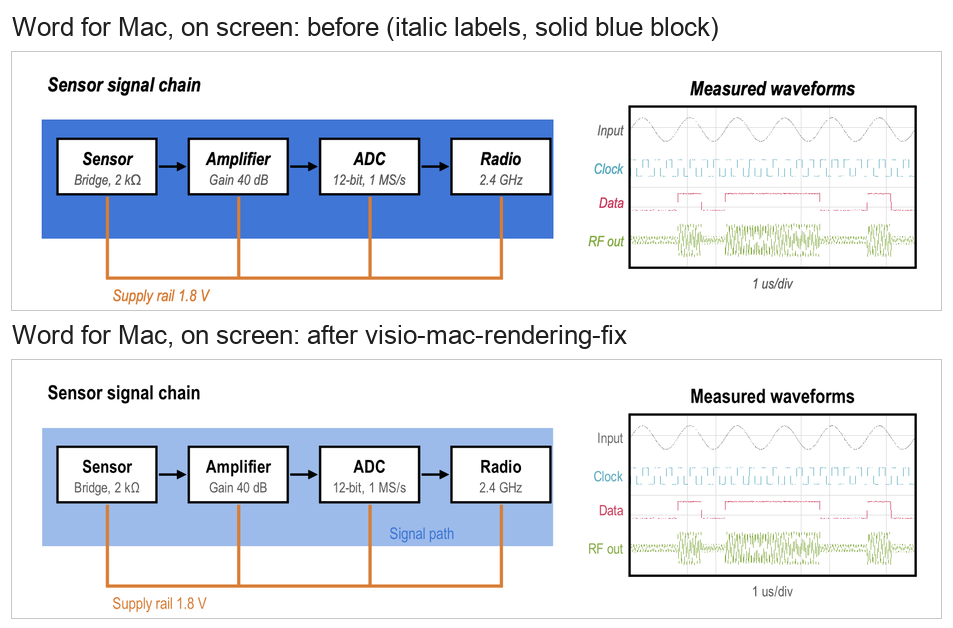 Word for Mac, on screen: before (italic labels, solid blue block)
Sensor signal chain
Sensor
Bridge, 2 kΩ
Amplifier
Gain 40 dB
ADC
12-bit, 1 MS/s
Radio
2.4 GHz
Supply rail 1.8 V
Measured waveforms
Input
Clock
Data
RF out
1 us/div
Word for Mac, on screen: after visio-mac-rendering-fix
Sensor signal chain
Sensor
Bridge, 2 kΩ
Amplifier
Gain 40 dB
ADC
12-bit, 1 MS/s
Radio
2.4 GHz
Signal path
Supply rail 1.8 V
Measured waveforms
Input
Clock
Data
RF out
1 us/div